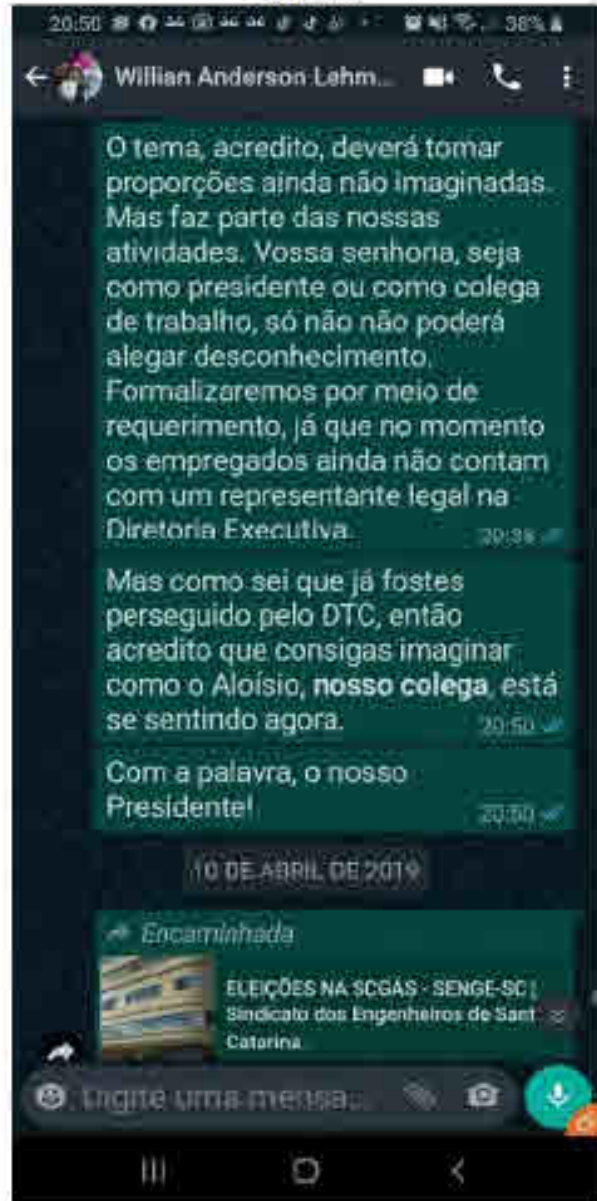 20:50 38%
Willian Anderson Lehm...
O tema, acredito, deverá tomar
proporções ainda não imaginadas.
Mas faz parte das nossas
atividades. Vossa senhoria, seja
como presidente ou como colega
de trabalho, só não não poderá
alegar desconhecimento.
Formalizaremos por meio de
requerimento, já que no momento
os empregados ainda não contam
com um representante legal na
Diretoria Executiva.
Mas como sei que já fostes
perseguido pelo DTC, então
acredito que consigas imaginar
como o Aloísio, nosso colega, está
se sentindo agora. 20:50
Com a palavra, o nosso
Presidente! 20:50
10 DE ABRIL DE 2019
Encaminhada
ELEIÇÕES NA SCGÁS - SENGE-SC |
Sindicato dos Engenheiros de Sant
Catarina
Digite uma mensa...